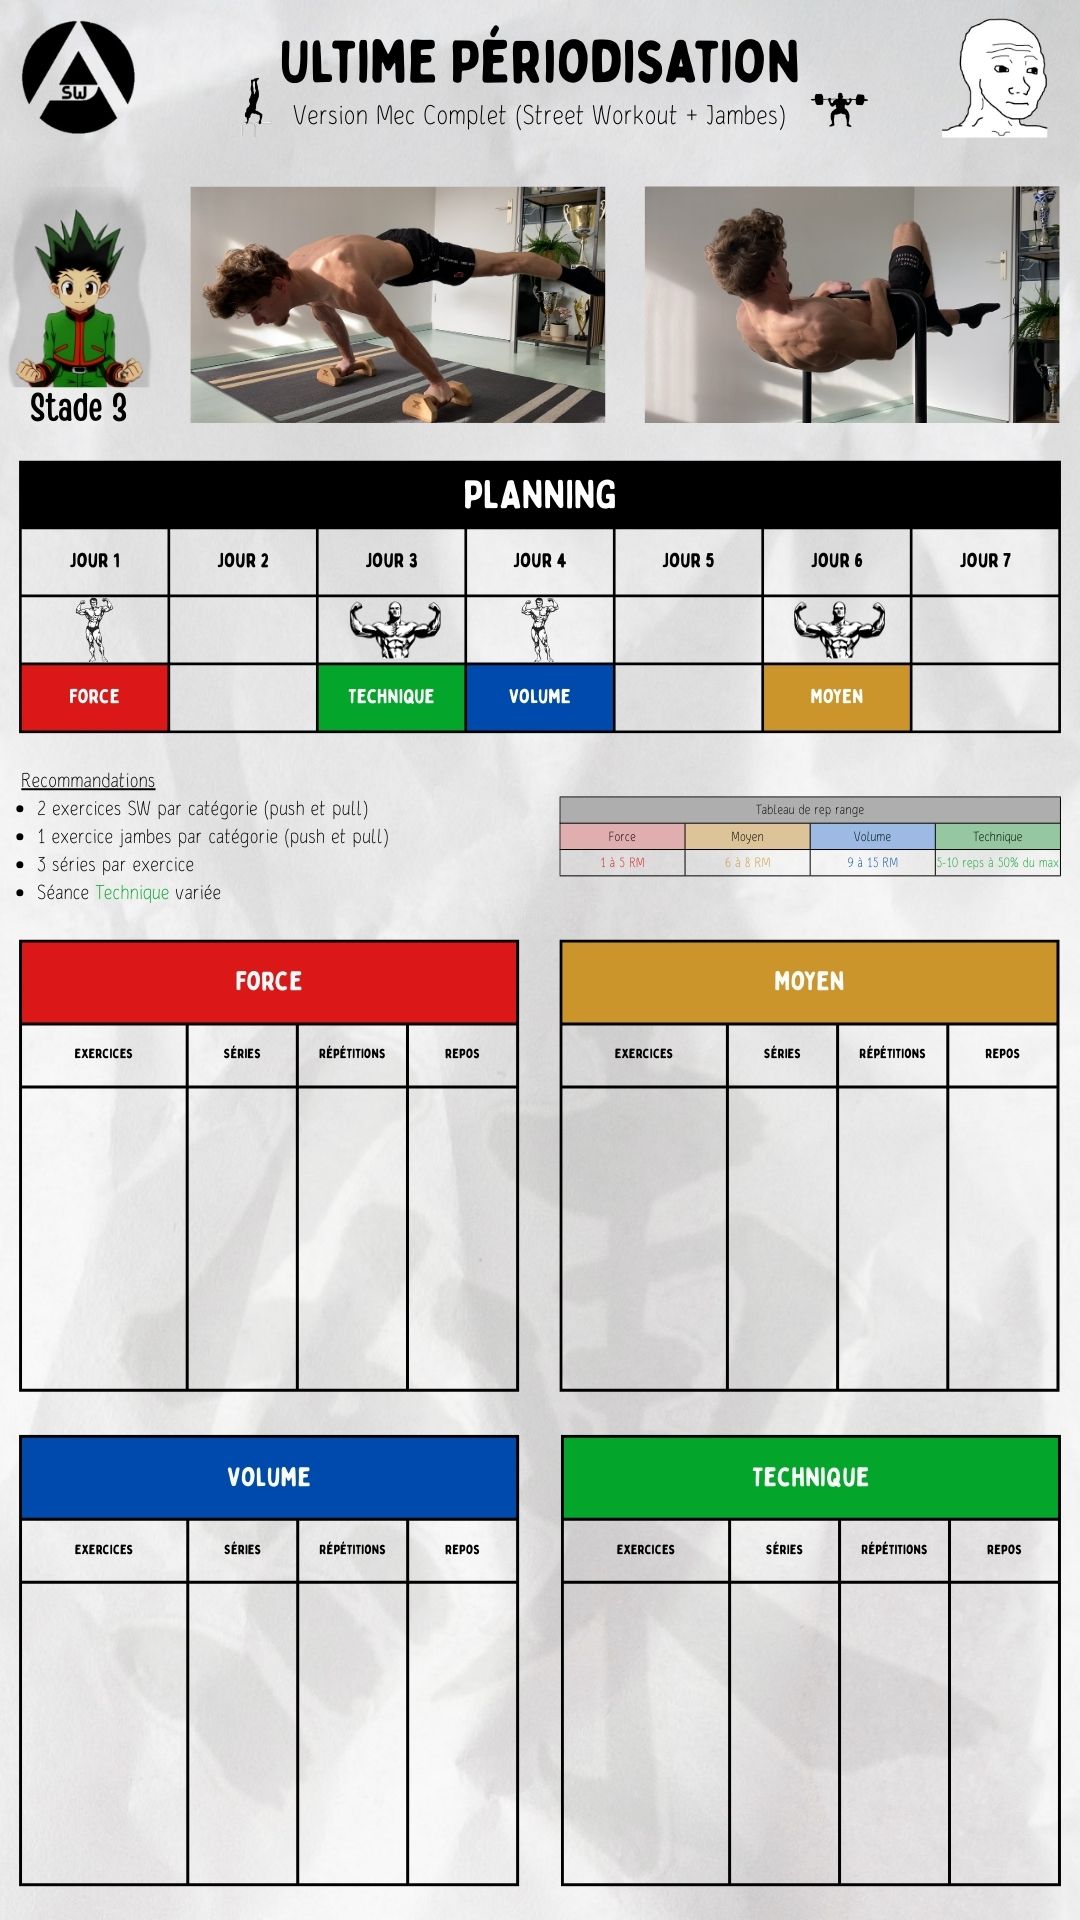 SW
ULTIME PÉRIODISATION
Version Mec Complet (Street Workout + Jambes)
Stade 3
PLANNING
JOUR 1 JOUR 2 JOUR 3 JOUR 4 JOUR 5 JOUR 6 JOUR 7
FORCE TECHNIQUE VOLUME MOYEN
Recommandations
• 2 exercices SW par catégorie (push et pull)
• 1 exercice jambes par catégorie (push et pull)
• 3 séries par exercice
• Séance Technique variée
Tableau de rep range
Force Moyen Volume Technique
1 à 5 RM 6 à 8 RM 9 à 15 RM 5-10 reps à 50% du max
FORCE
EXERCICES SÉRIES RÉPÉTITIONS REPOS
MOYEN
EXERCICES SÉRIES RÉPÉTITIONS REPOS
VOLUME
EXERCICES SÉRIES RÉPÉTITIONS REPOS
TECHNIQUE
EXERCICES SÉRIES RÉPÉTITIONS REPOS